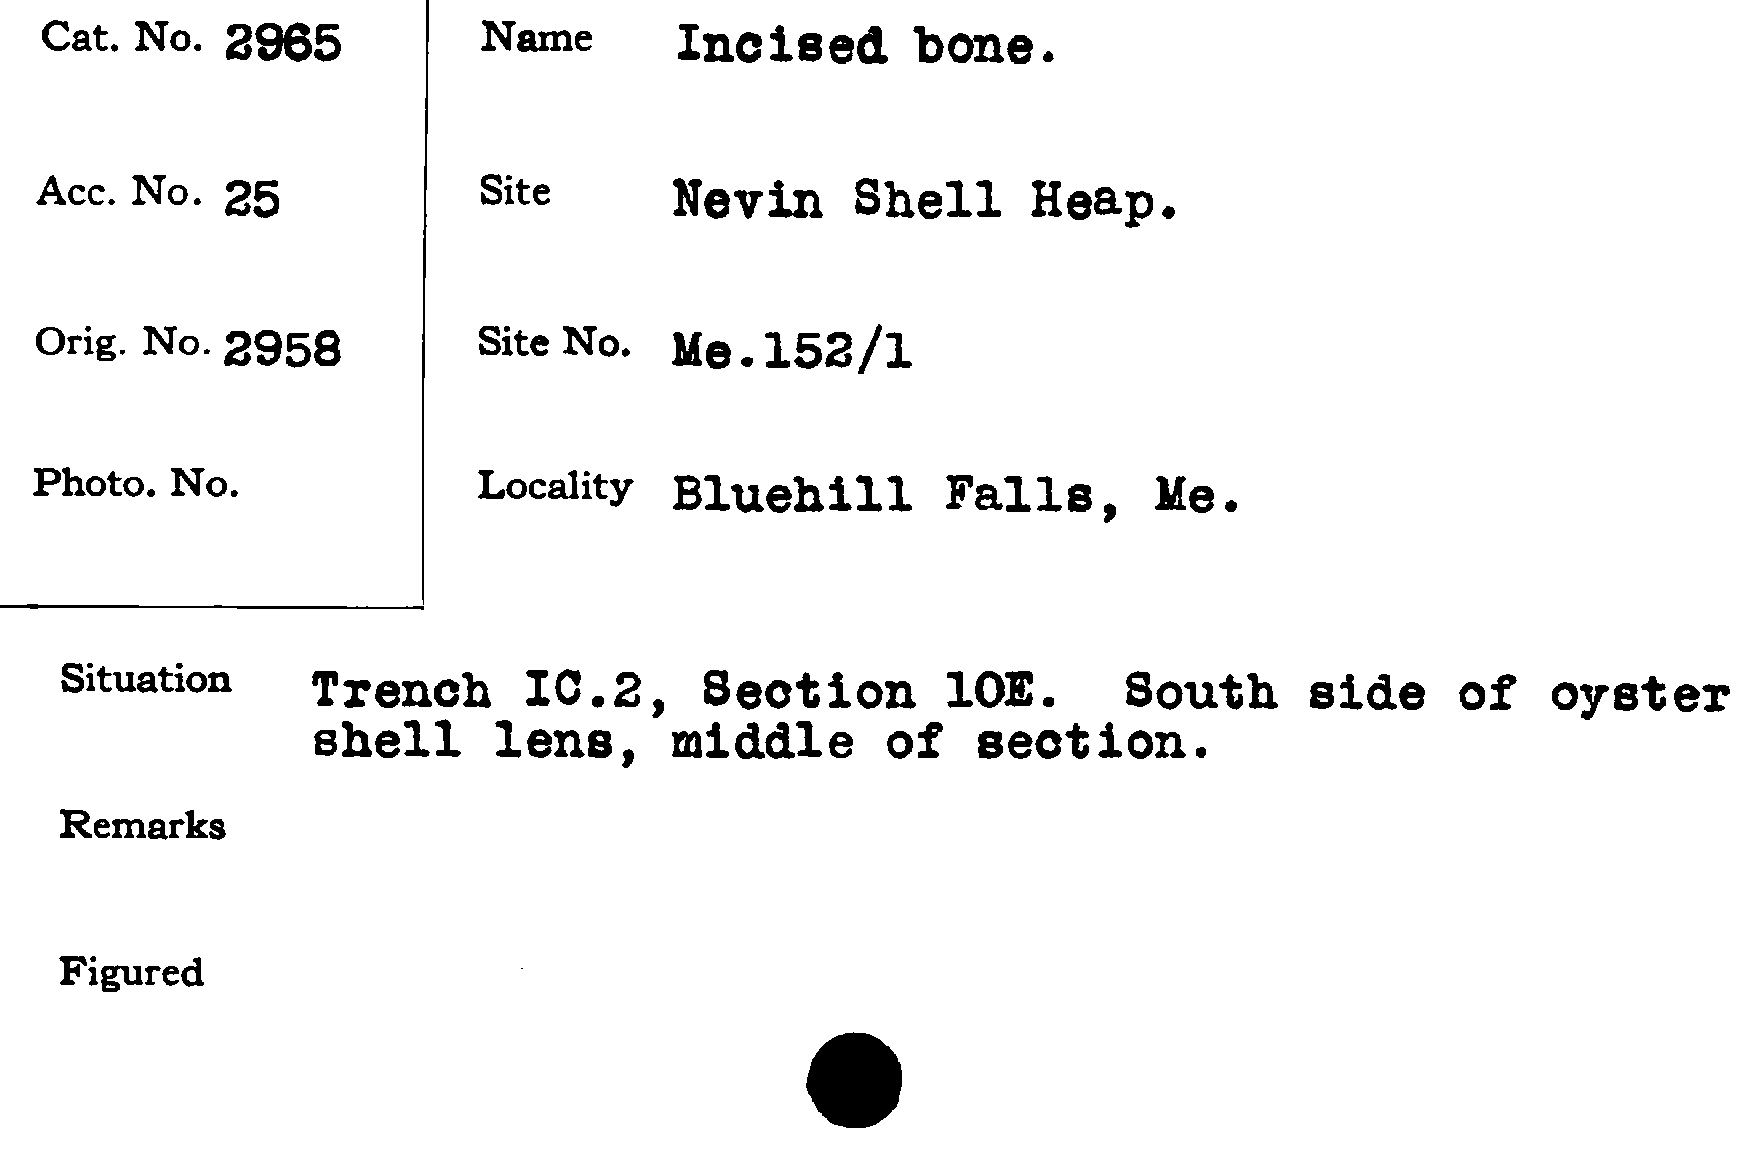 Cat. No. 2965
Name Incised bone.
Acc. No. 25
Site Nevin Shell Heap.
Orig. No. 2958
Site No. Me.152/1
Photo. No.
Locality Bluehill Falls, Me.
Situation Trench IC.2, Section 10E. South side of oyster
shell lens, middle of section.
Remarks
Figured